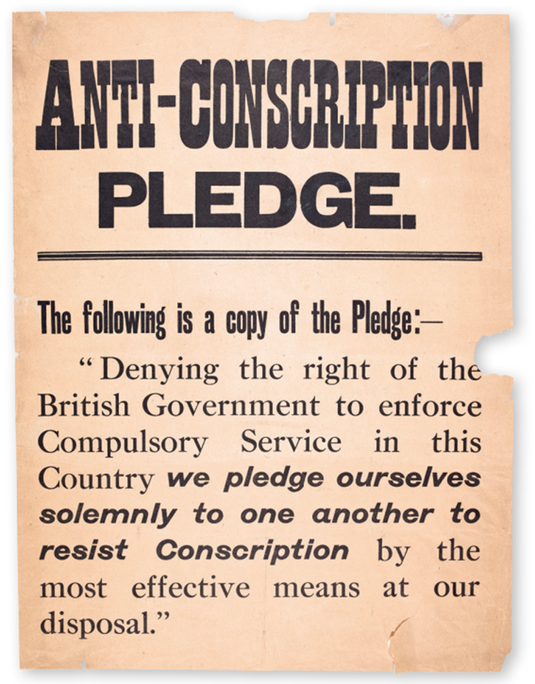 ANTI-CONSCRIPTION
PLEDGE.
The following is a copy of the Pledge:—
“ Denying the right of the
British Government to enforce
Compulsory Service in this
Country we pledge ourselves
solemnly to one another to
resist Conscription by the
most effective means at our
disposal.”